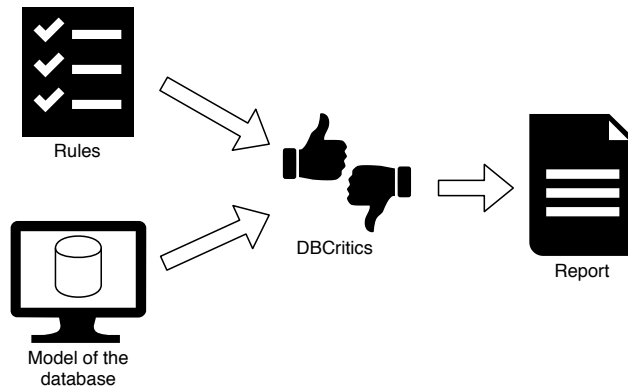 Rules
DBCritics
Report
Model of the
database